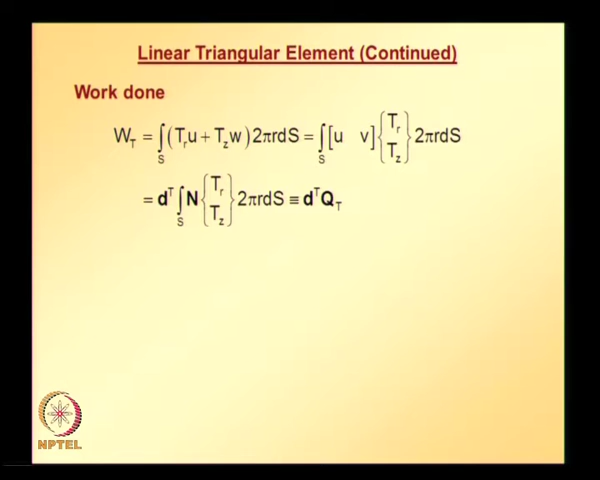 Linear Triangular Element (Continued)
Work done
W_T = ∫_S (T_r u + T_z w) 2πrdS = ∫_S [u v] {T_r T_z} 2πrdS
= d^T ∫_S N {T_r T_z} 2πrdS ≡ d^T Q_T
NPTEL